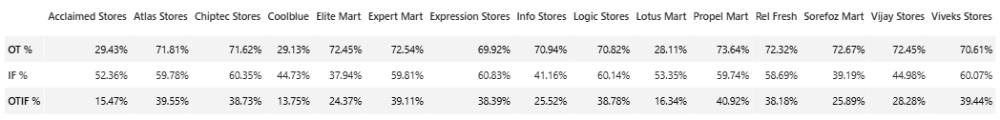 Acclaimed Stores Atlas Stores Chiptec Stores Coolblue Elite Mart Expert Mart Expression Stores Info Stores Logic Stores Lotus Mart Propel Mart Rel Fresh Sorefoz Mart Vijay Stores Viveks Stores
OT % 29.43% 71.81% 71.62% 29.13% 72.45% 72.54% 69.92% 70.94% 70.82% 28.11% 73.64% 72.32% 72.67% 72.45% 70.61%
IF % 52.36% 59.78% 60.35% 44.73% 37.94% 59.81% 60.83% 41.16% 60.14% 53.35% 59.74% 58.69% 39.19% 44.98% 60.07%
OTIF % 15.47% 39.55% 38.73% 13.75% 24.37% 39.11% 38.39% 25.52% 38.78% 16.34% 40.92% 38.18% 25.89% 28.28% 39.44%